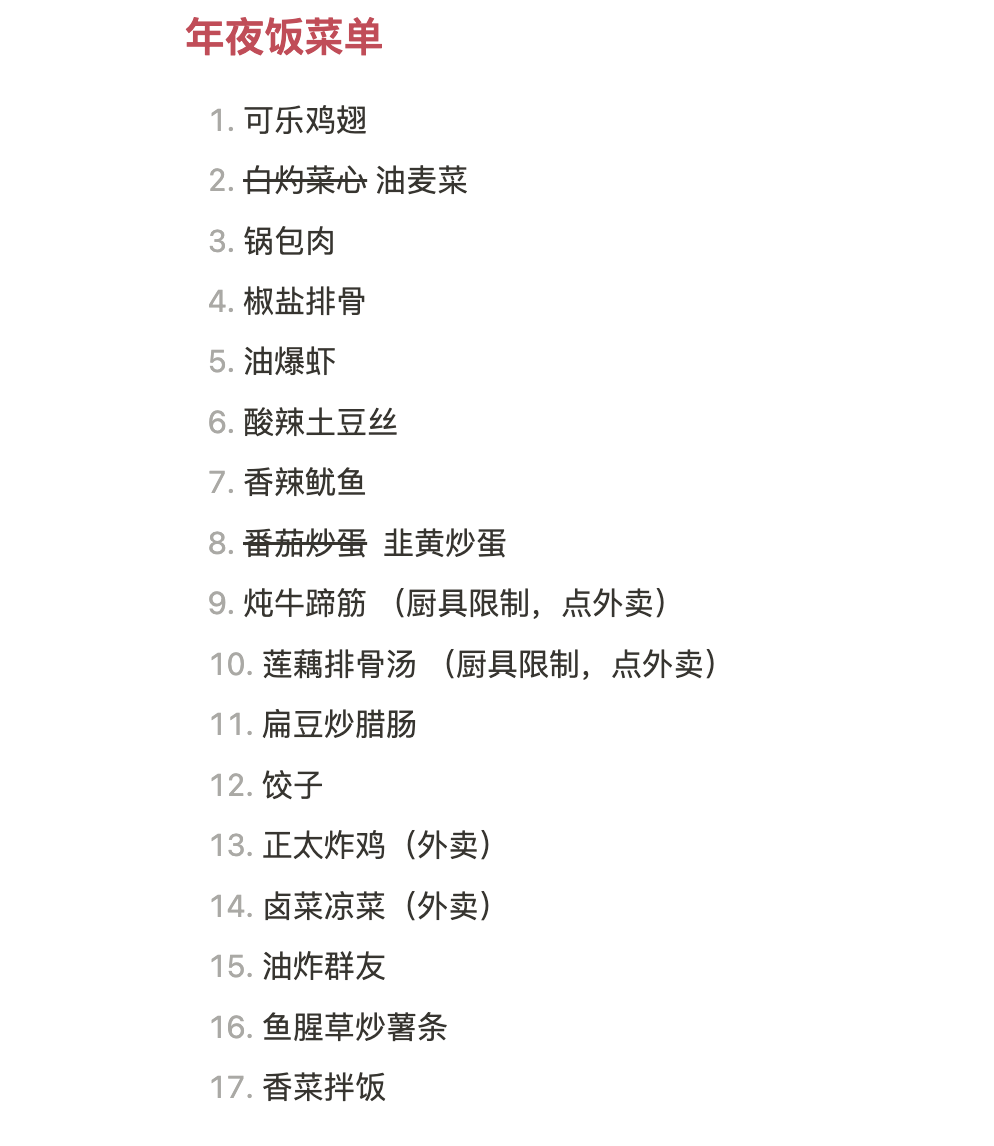 年夜饭菜单
1. 可乐鸡翅
2. 白灼菜心 油麦菜
3. 锅包肉
4. 椒盐排骨
5. 油爆虾
6. 酸辣土豆丝
7. 香辣鱿鱼
8. 番茄炒蛋 韭黄炒蛋
9. 炖牛蹄筋 （厨具限制，点外卖）
10. 莲藕排骨汤 （厨具限制，点外卖）
11. 扁豆炒腊肠
12. 饺子
13. 正太炸鸡（外卖）
14. 卤菜凉菜（外卖）
15. 油炸群友
16. 鱼腥草炒薯条
17. 香菜拌饭